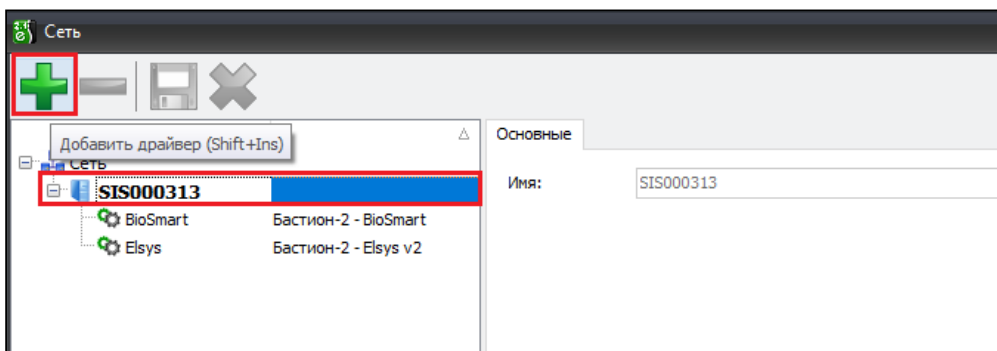 Сеть
Добавить драйвер (Shift+Ins)
Основные
Сеть
SIS000313
Имя: SIS000313
BioSmart Бастион-2 - BioSmart
Elsys Бастион-2 - Elsys v2